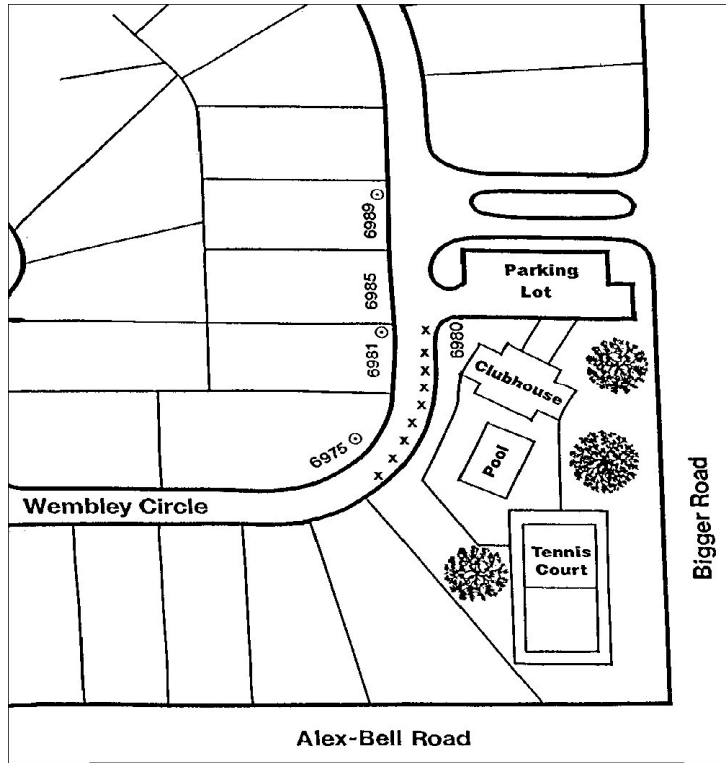 6989
Parking
Lot
6985
6980
6981
Clubhouse
6975
Pool
Wembley Circle
Bigger Road
Tennis
Court
Alex-Bell Road
x
x
x
x
x
x
x
x
x